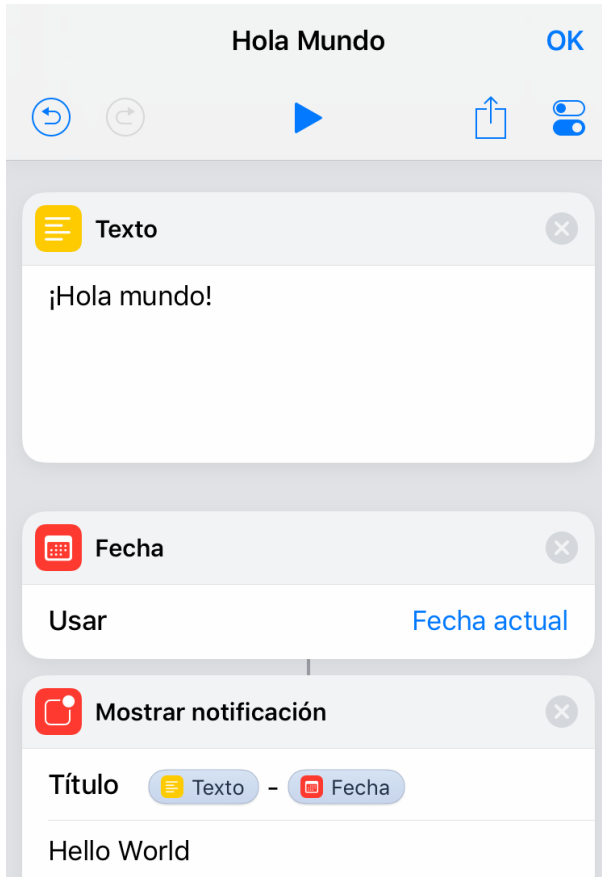 Hola Mundo OK
Texto
¡Hola mundo!
Fecha
Usar Fecha actual
Mostrar notificación
Título Texto - Fecha
Hello World